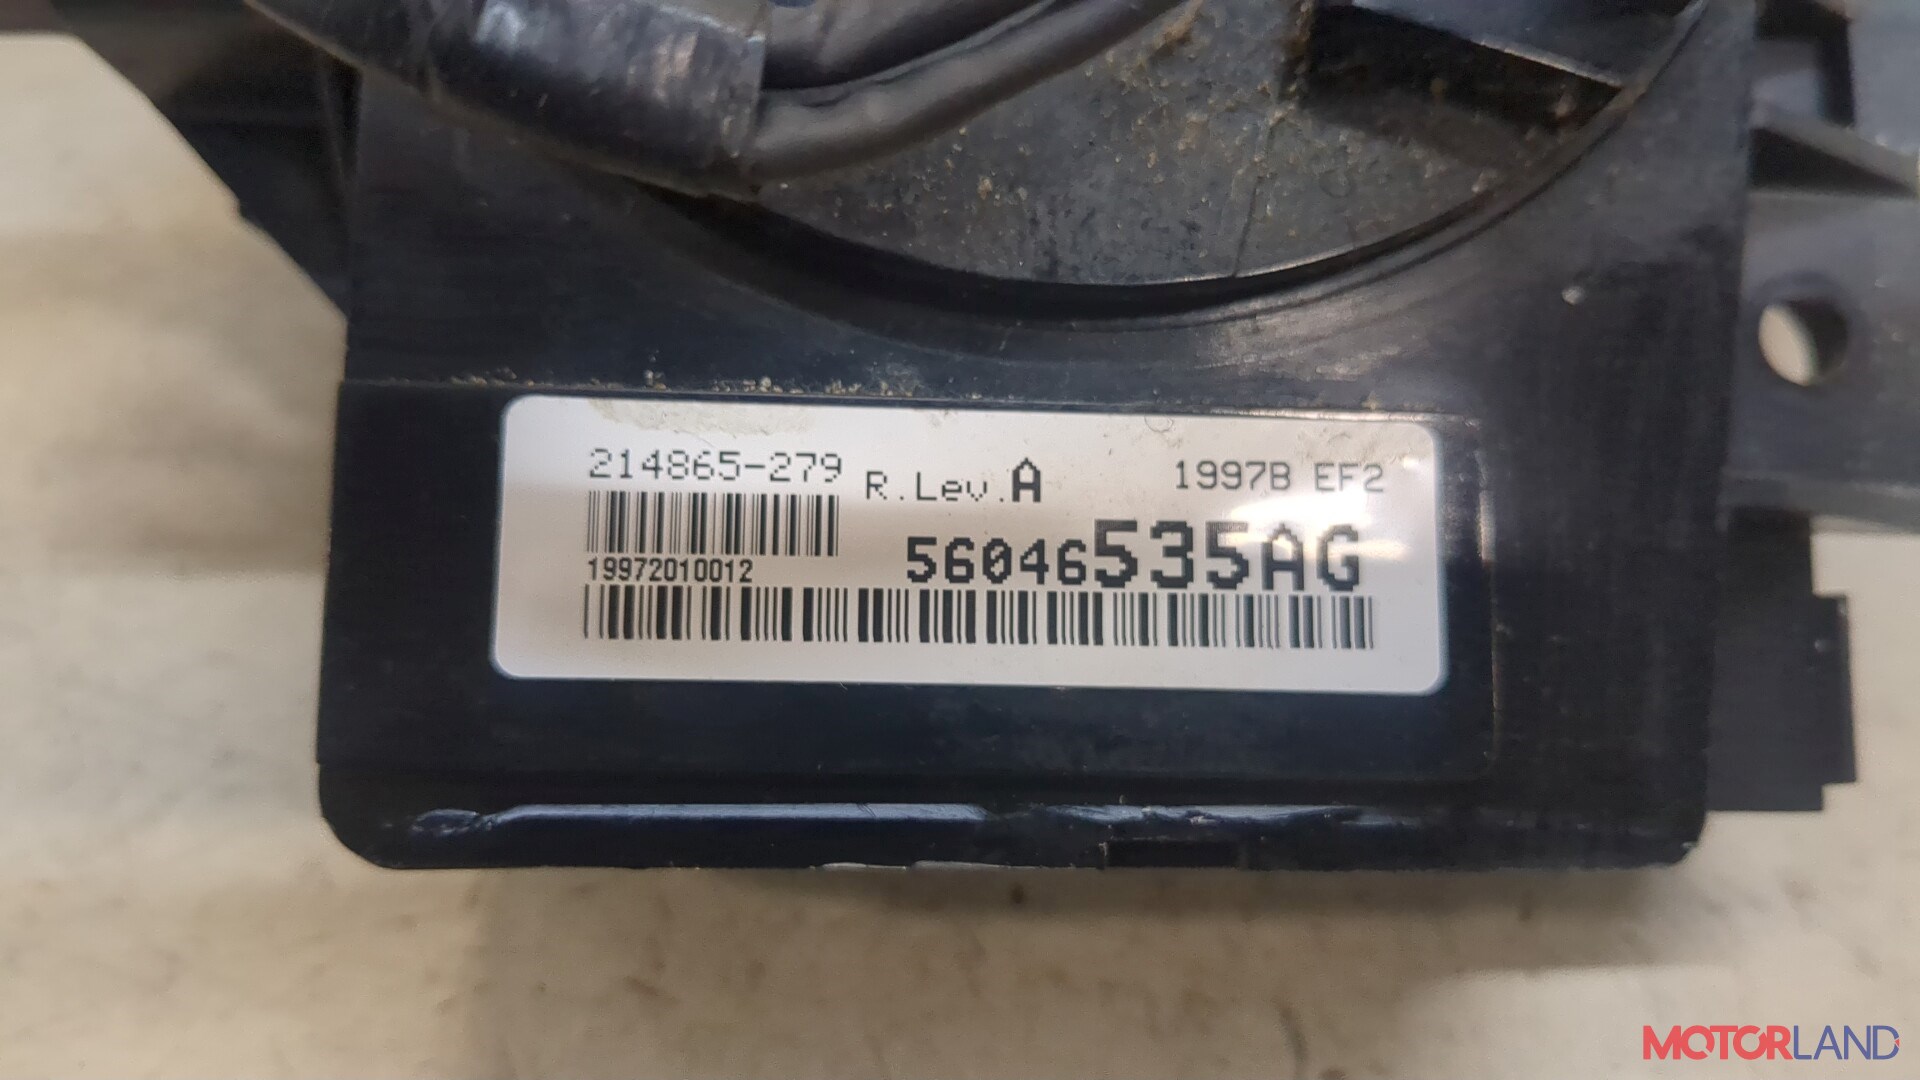 214865-279 R.Lev.A 1997B EF2
19972010012 56046535AG
MOTORLAND